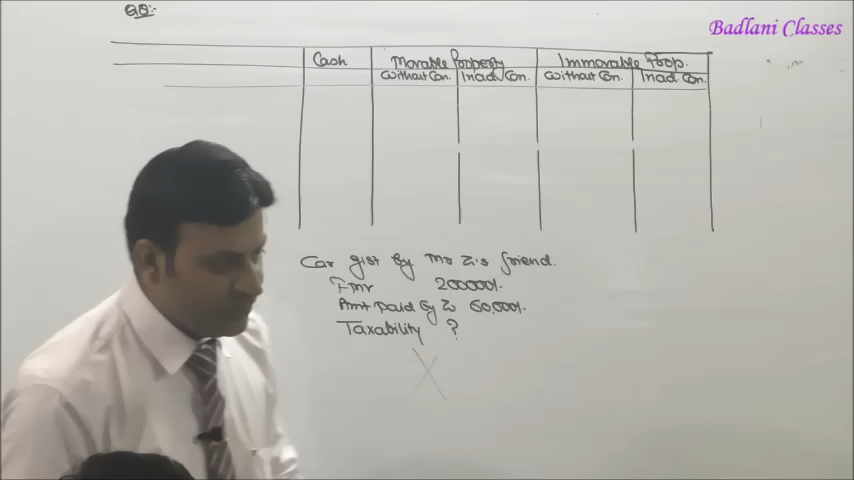 Q8:-
Badlani Classes
Cash Movable Property Immovable Prop.
Without Con. Inad. Con. Without Con. Inad Con.
Car gift by Mr Z's friend.
Fmv 200000/-
Amt paid by Z 60,000/-
Taxability ?